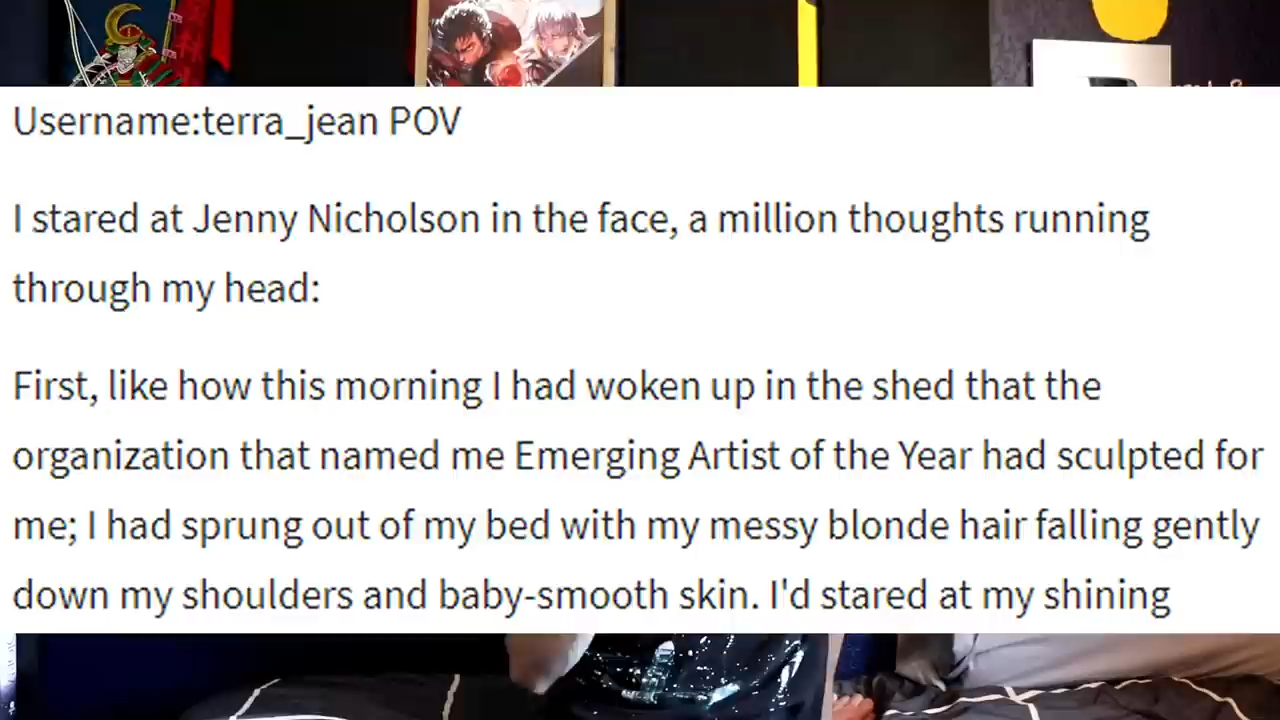 Username:terra_jean POV
I stared at Jenny Nicholson in the face, a million thoughts running
through my head:
First, like how this morning I had woken up in the shed that the
organization that named me Emerging Artist of the Year had sculpted for
me; I had sprung out of my bed with my messy blonde hair falling gently
down my shoulders and baby-smooth skin. I'd stared at my shining